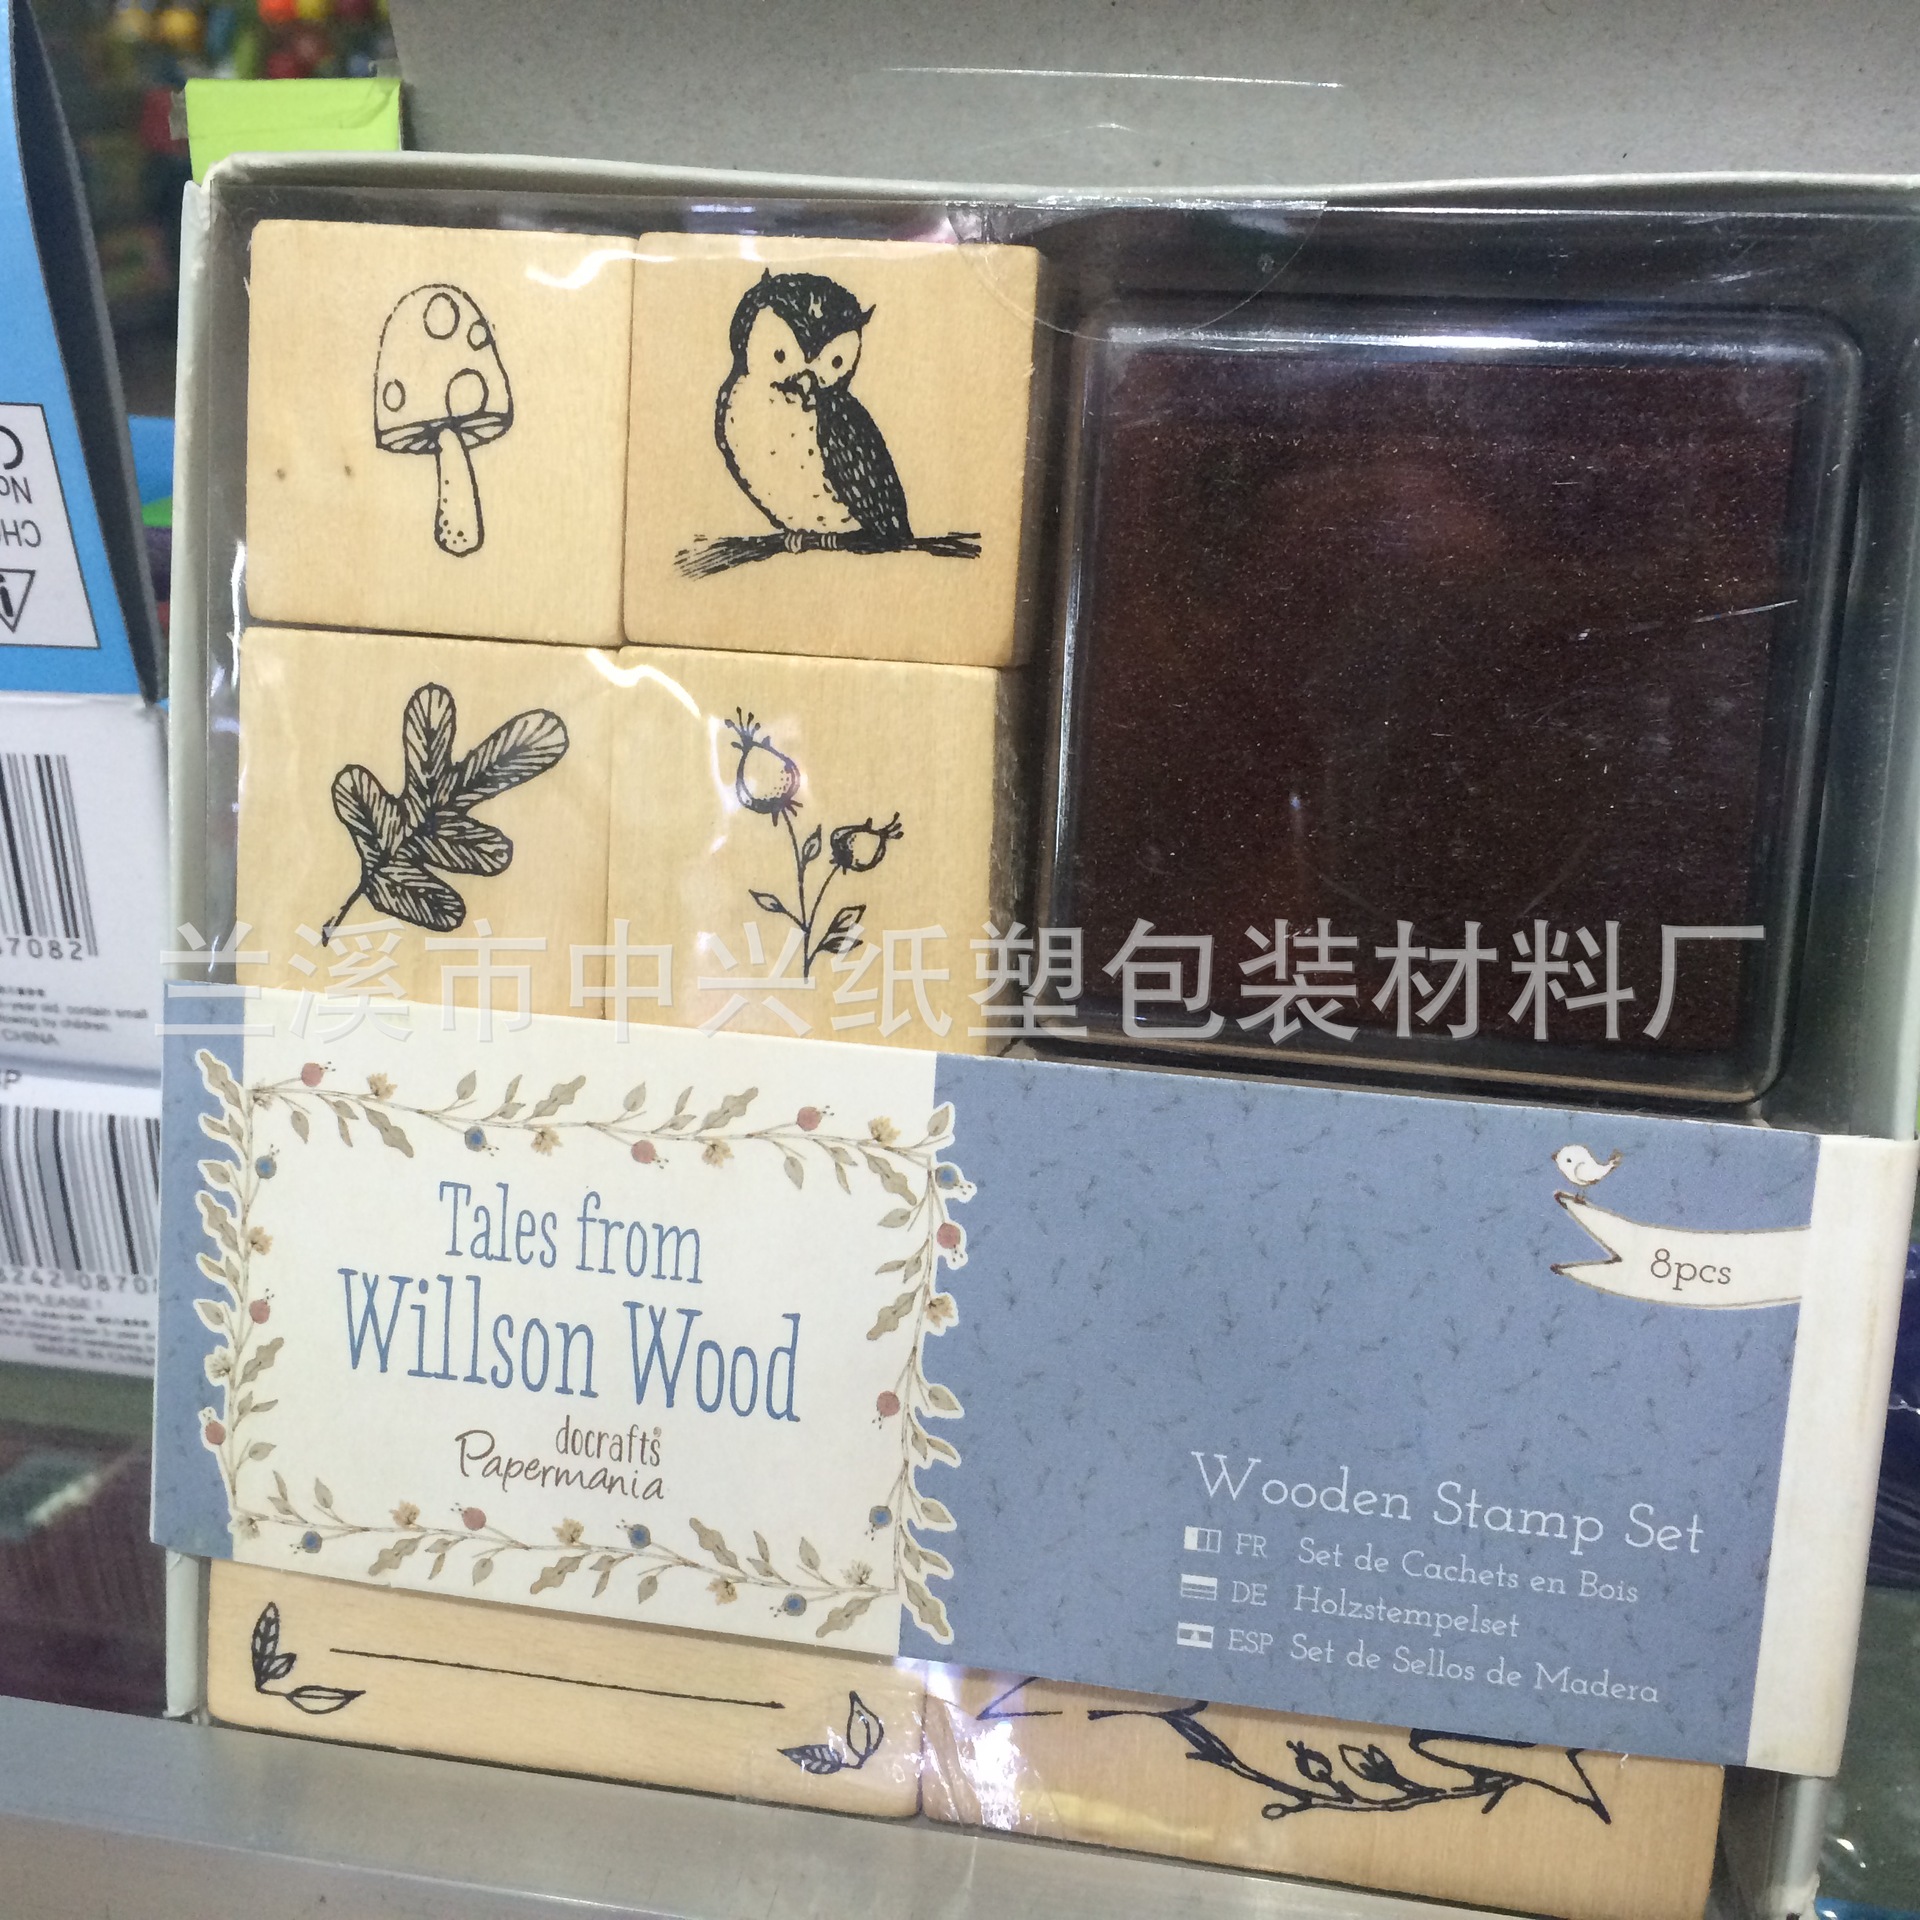 兰溪市中兴纸塑包装材料厂
Tales from
Willson Wood
docrafts
Papermania
8pcs
Wooden Stamp Set
FR Set de Cachets en Bois
DE Holzstempelset
ESP Set de Sellos de Madera